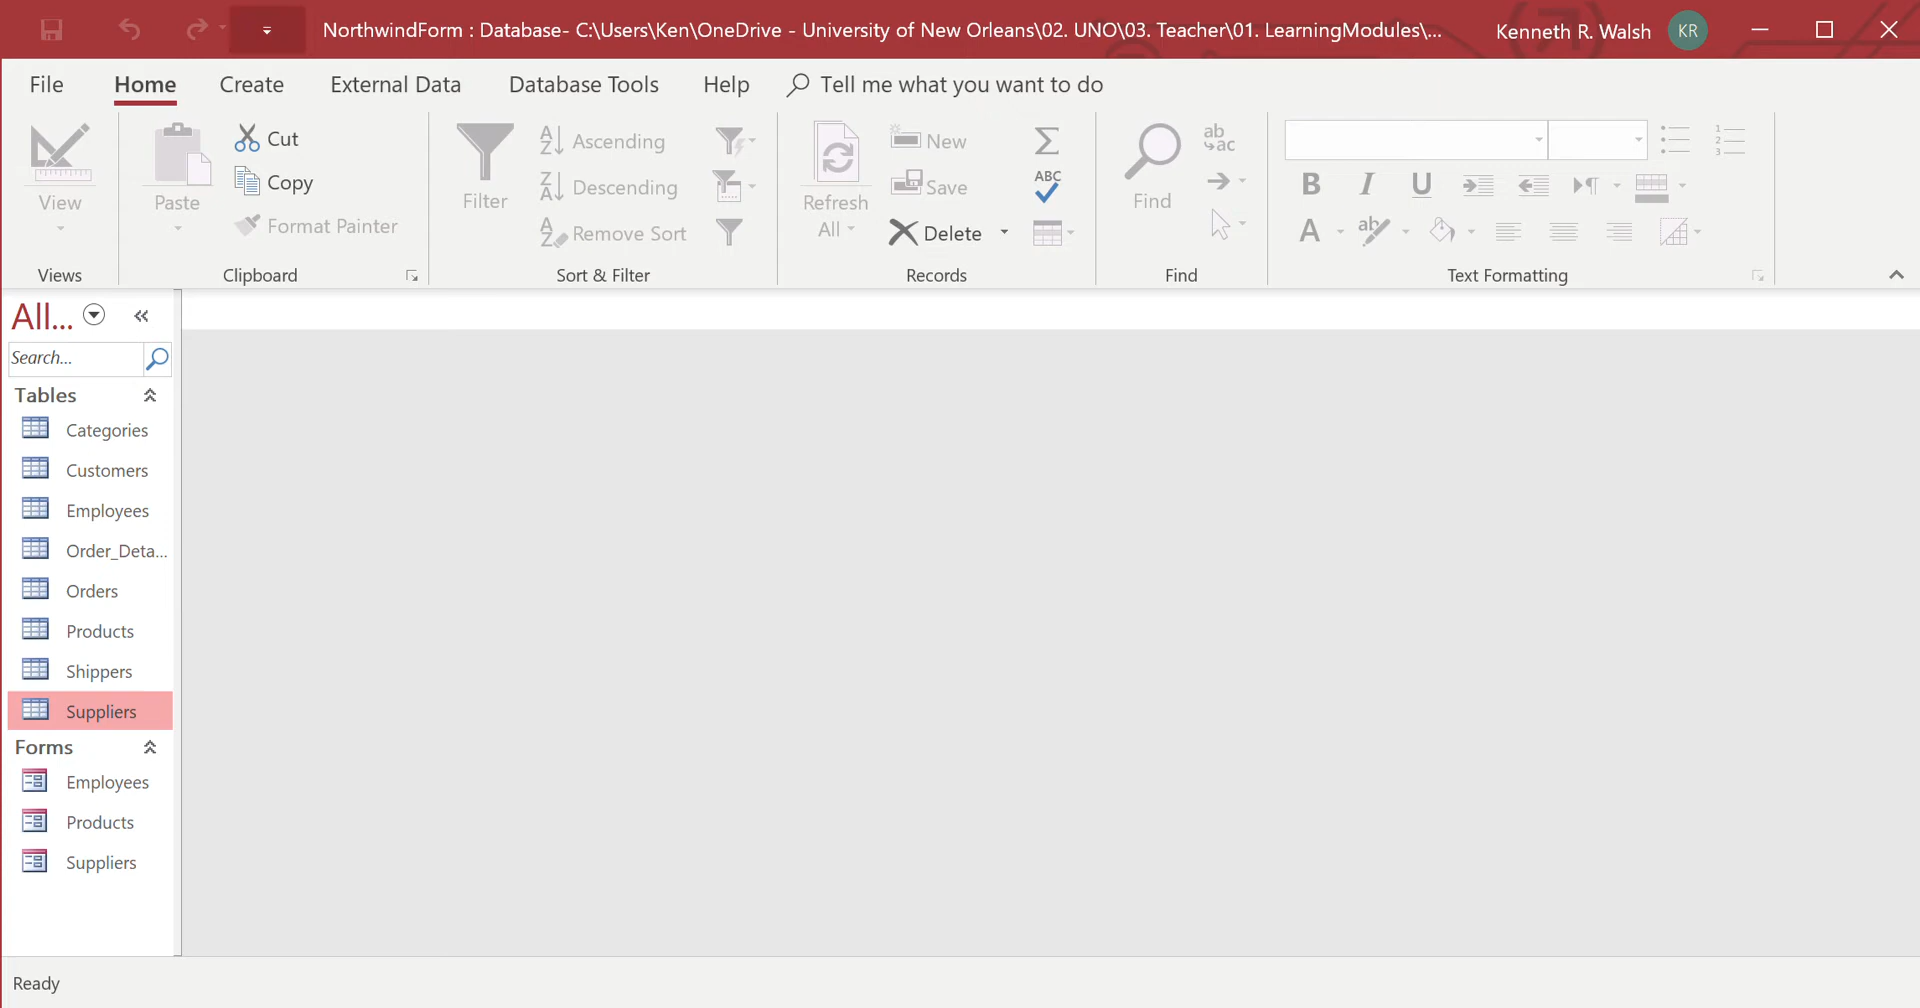 NorthwindForm : Database- C:\Users\Ken\OneDrive - University of New Orleans\02. UNO\03. Teacher\01. LearningModules\...
Kenneth R. Walsh
KR
File
Home
Create
External Data
Database Tools
Help
Tell me what you want to do
View
Views
Paste
Cut
Copy
Format Painter
Clipboard
Filter
Ascending
Descending
Remove Sort
Sort & Filter
Refresh
All
New
Save
Delete
ABC
Records
Find
ab
ac
Find
B I U
A ab
Text Formatting
All...
Search...
Tables
Categories
Customers
Employees
Order_Deta...
Orders
Products
Shippers
Suppliers
Forms
Employees
Products
Suppliers
Ready